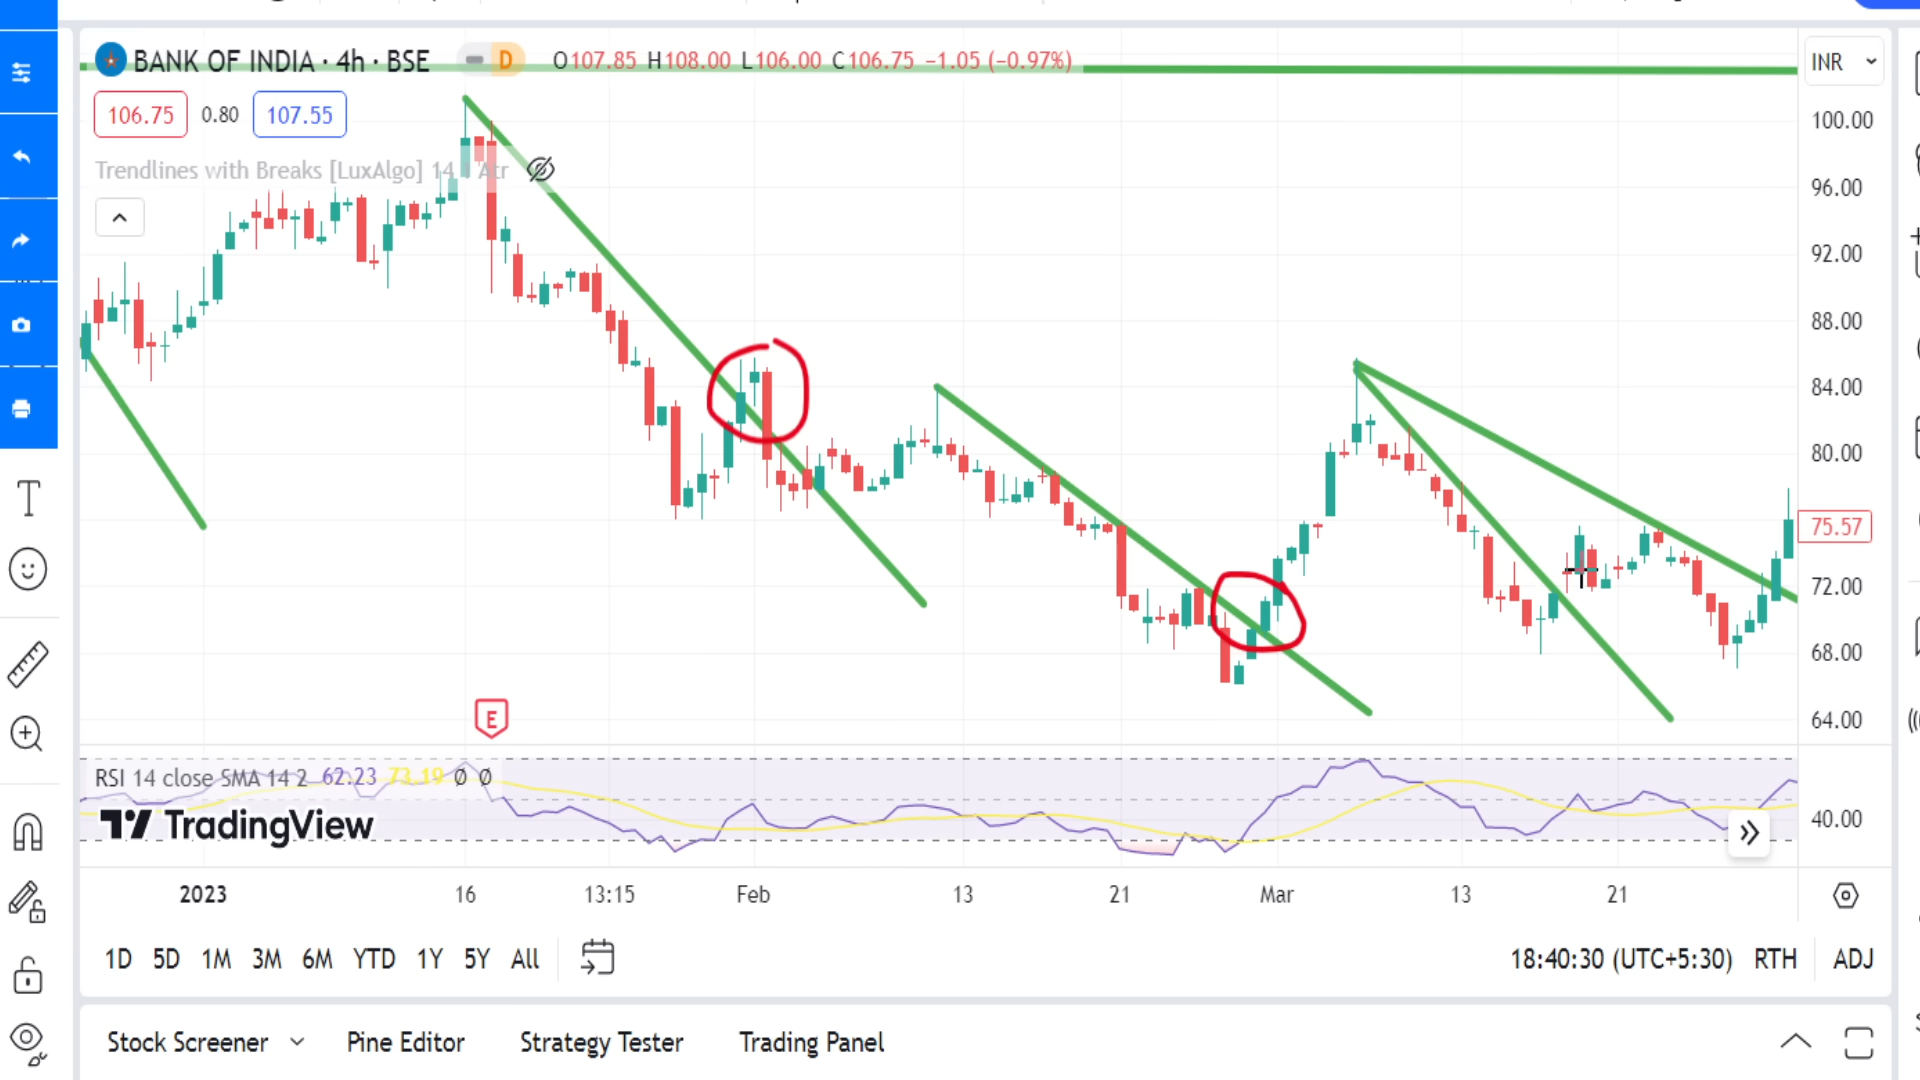 BANK OF INDIA · 4h · BSE D O107.85 H108.00 L106.00 C106.75 −1.05 (−0.97%) INR
106.75 0.80 107.55
Trendlines with Breaks [LuxAlgo] 14 1 Atr
100.00
96.00
92.00
88.00
84.00
80.00
75.57
72.00
68.00
64.00
E
RSI 14 close SMA 14 2 62.23 73.19 Ø Ø
TradingView
40.00
2023 16 13:15 Feb 13 21 Mar 13 21
1D 5D 1M 3M 6M YTD 1Y 5Y All 18:40:30 (UTC+5:30) RTH ADJ
Stock Screener Pine Editor Strategy Tester Trading Panel